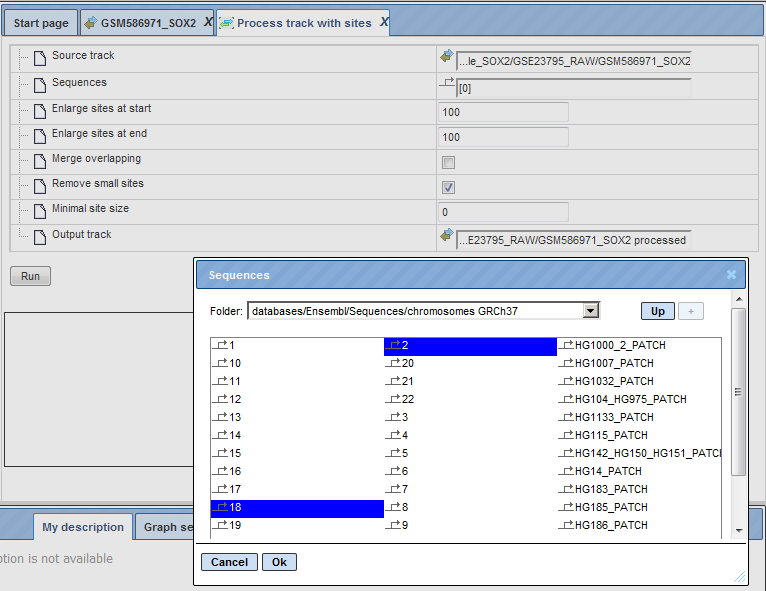 Start page GSM586971_SOX2 X Process track with sites X
Source track ...le_SOX2/GSE23795_RAW/GSM586971_SOX2
Sequences [0]
Enlarge sites at start 100
Enlarge sites at end 100
Merge overlapping
Remove small sites
Minimal site size 0
Output track ...E23795_RAW/GSM586971_SOX2 processed
Run
Sequences
Folder: databases/Ensembl/Sequences/chromosomes GRCh37 Up +
1 2 HG1000_2_PATCH
10 20 HG1007_PATCH
11 21 HG1032_PATCH
12 22 HG104_HG975_PATCH
13 3 HG1133_PATCH
14 4 HG115_PATCH
15 5 HG142_HG150_HG151_PATCH
16 6 HG14_PATCH
17 7 HG183_PATCH
18 8 HG185_PATCH
19 9 HG186_PATCH
Cancel Ok
My description Graph se
ption is not available